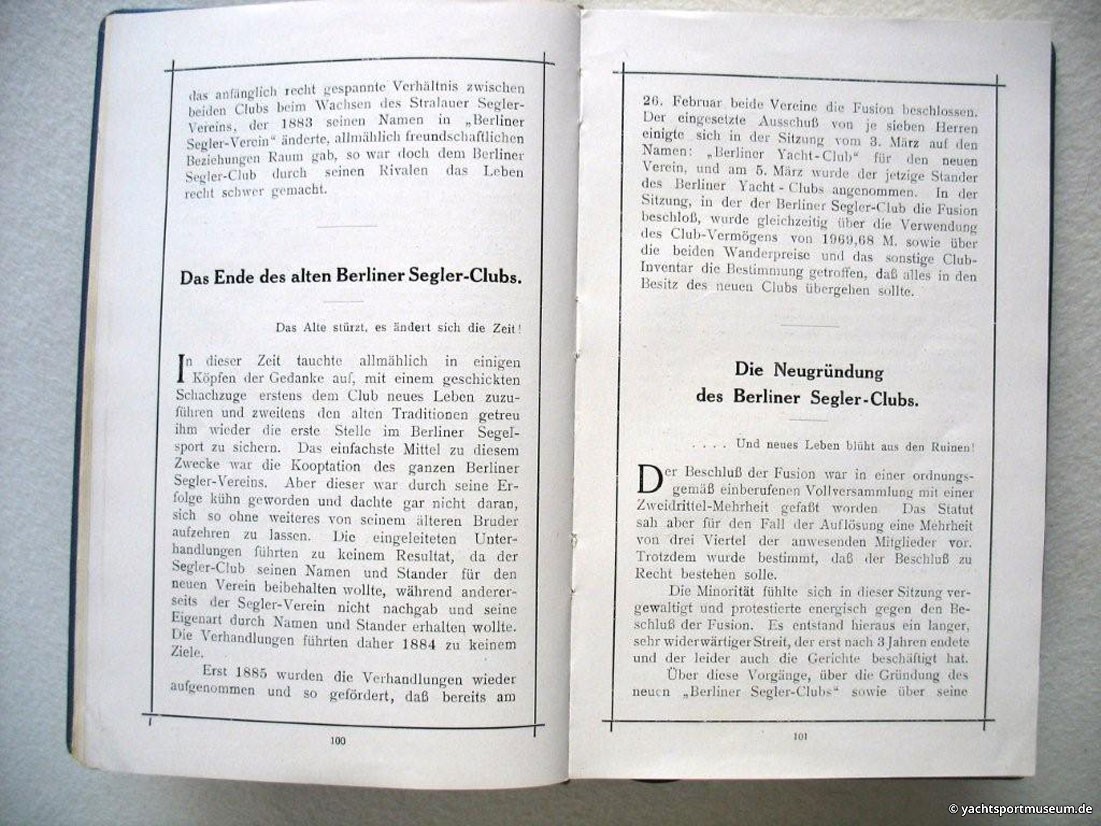 das anfänglich recht gespannte Verhältnis zwischen
beiden Clubs beim Wachsen des Stralauer Segler-
Vereins, der 1883 seinen Namen in „Berliner
Segler-Verein“ änderte, allmählich freundschaftlichen
Beziehungen Raum gab, so war doch dem Berliner
Segler-Club durch seinen Rivalen das Leben
recht schwer gemacht.
Das Ende des alten Berliner Segler-Clubs.
Das Alte stürzt, es ändert sich die Zeit!
In dieser Zeit tauchte allmählich in einigen
Köpfen der Gedanke auf, mit einem geschickten
Schachzuge erstens dem Club neues Leben zuzu-
führen und zweitens den alten Traditionen getreu
ihm wieder die erste Stelle im Berliner Segel-
sport zu sichern. Das einfachste Mittel zu diesem
Zwecke war die Kooptation des ganzen Berliner
Segler-Vereins. Aber dieser war durch seine Er-
folge kühn geworden und dachte gar nicht daran,
sich so ohne weiteres von seinem älteren Bruder
aufzehren zu lassen. Die eingeleiteten Unter-
handlungen führten zu keinem Resultat, da der
Segler-Club seinen Namen und Stander für den
neuen Verein beibehalten wollte, während anderer-
seits der Segler-Verein nicht nachgab und seine
Eigenart durch Namen und Stander erhalten wollte.
Die Verhandlungen führten daher 1884 zu keinem
Ziele.
Erst 1885 wurden die Verhandlungen wieder
aufgenommen und so gefördert, daß bereits am
100
26. Februar beide Vereine die Fusion beschlossen.
Der eingesetzte Ausschuß von je sieben Herren
einigte sich in der Sitzung vom 3. März auf den
Namen: „Berliner Yacht-Club“ für den neuen
Verein, und am 5. März wurde der jetzige Stander
des Berliner Yacht-Clubs angenommen. In der
Sitzung, in der der Berliner Segler-Club die Fusion
beschloß, wurde gleichzeitig über die Verwendung
des Club-Vermögens von 1969,68 M. sowie über
die beiden Wanderpreise und das sonstige Club-
Inventar die Bestimmung getroffen, daß alles in den
Besitz des neuen Clubs übergehen sollte.
Die Neugründung
des Berliner Segler-Clubs.
. . . . Und neues Leben blüht aus den Ruinen!
Der Beschluß der Fusion war in einer ordnungs-
gemäß einberufenen Vollversammlung mit einer
Zweidrittel-Mehrheit gefaßt worden Das Statut
sah aber für den Fall der Auflösung eine Mehrheit
von drei Viertel der anwesenden Mitglieder vor.
Trotzdem wurde bestimmt, daß der Beschluß zu
Recht bestehen solle.
Die Minorität fühlte sich in dieser Sitzung ver-
gewaltigt und protestierte energisch gegen den Be-
schluß der Fusion. Es entstand hieraus ein langer,
sehr widerwärtiger Streit, der erst nach 3 Jahren endete
und der leider auch die Gerichte beschäftigt hat.
Über diese Vorgänge, über die Gründung des
neuen „Berliner Segler-Clubs“ sowie über seine
101
© yachtsportmuseum.de